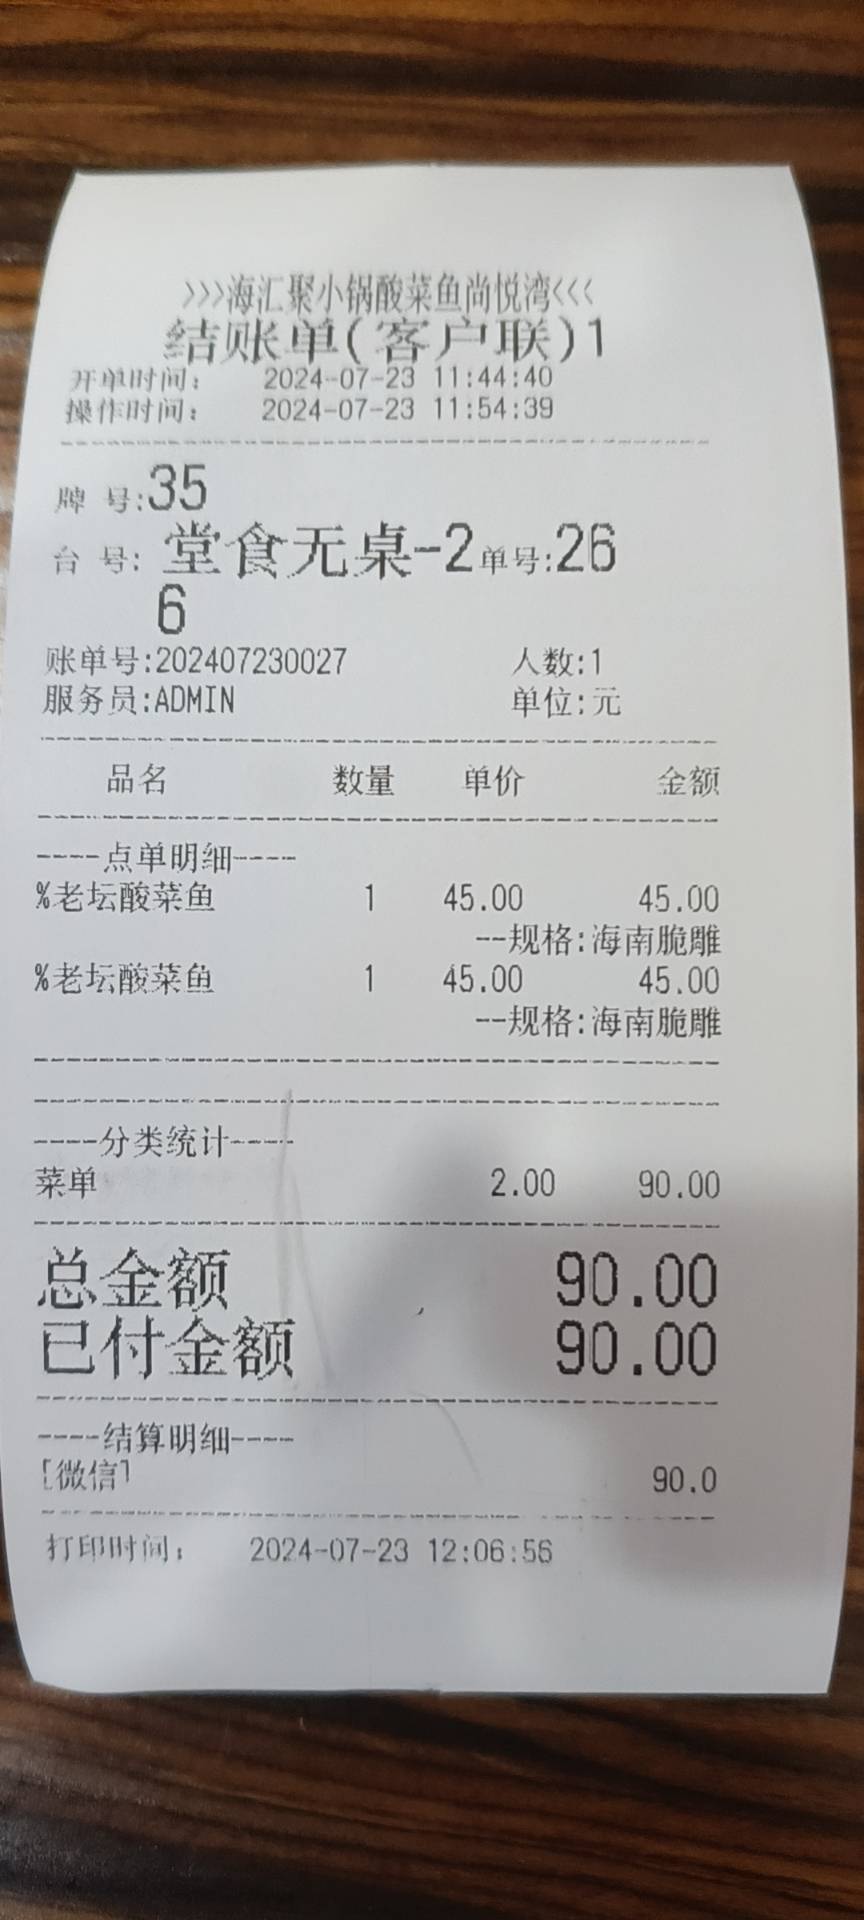 >>>海汇聚小锅酸菜鱼尚悦湾<<<
结账单(客户联)1
开单时间: 2024-07-23 11:44:40
操作时间: 2024-07-23 11:54:39
牌 号:35
台 号: 堂食无桌-2单号:26
6
账单号:202407230027 人数:1
服务员:ADMIN 单位:元
品名 数量 单价 金额
----点单明细----
%老坛酸菜鱼 1 45.00 45.00
--规格:海南脆雕
%老坛酸菜鱼 1 45.00 45.00
--规格:海南脆雕
----分类统计----
菜单 2.00 90.00
总金额 90.00
已付金额 90.00
----结算明细----
[微信] 90.0
打印时间: 2024-07-23 12:06:56